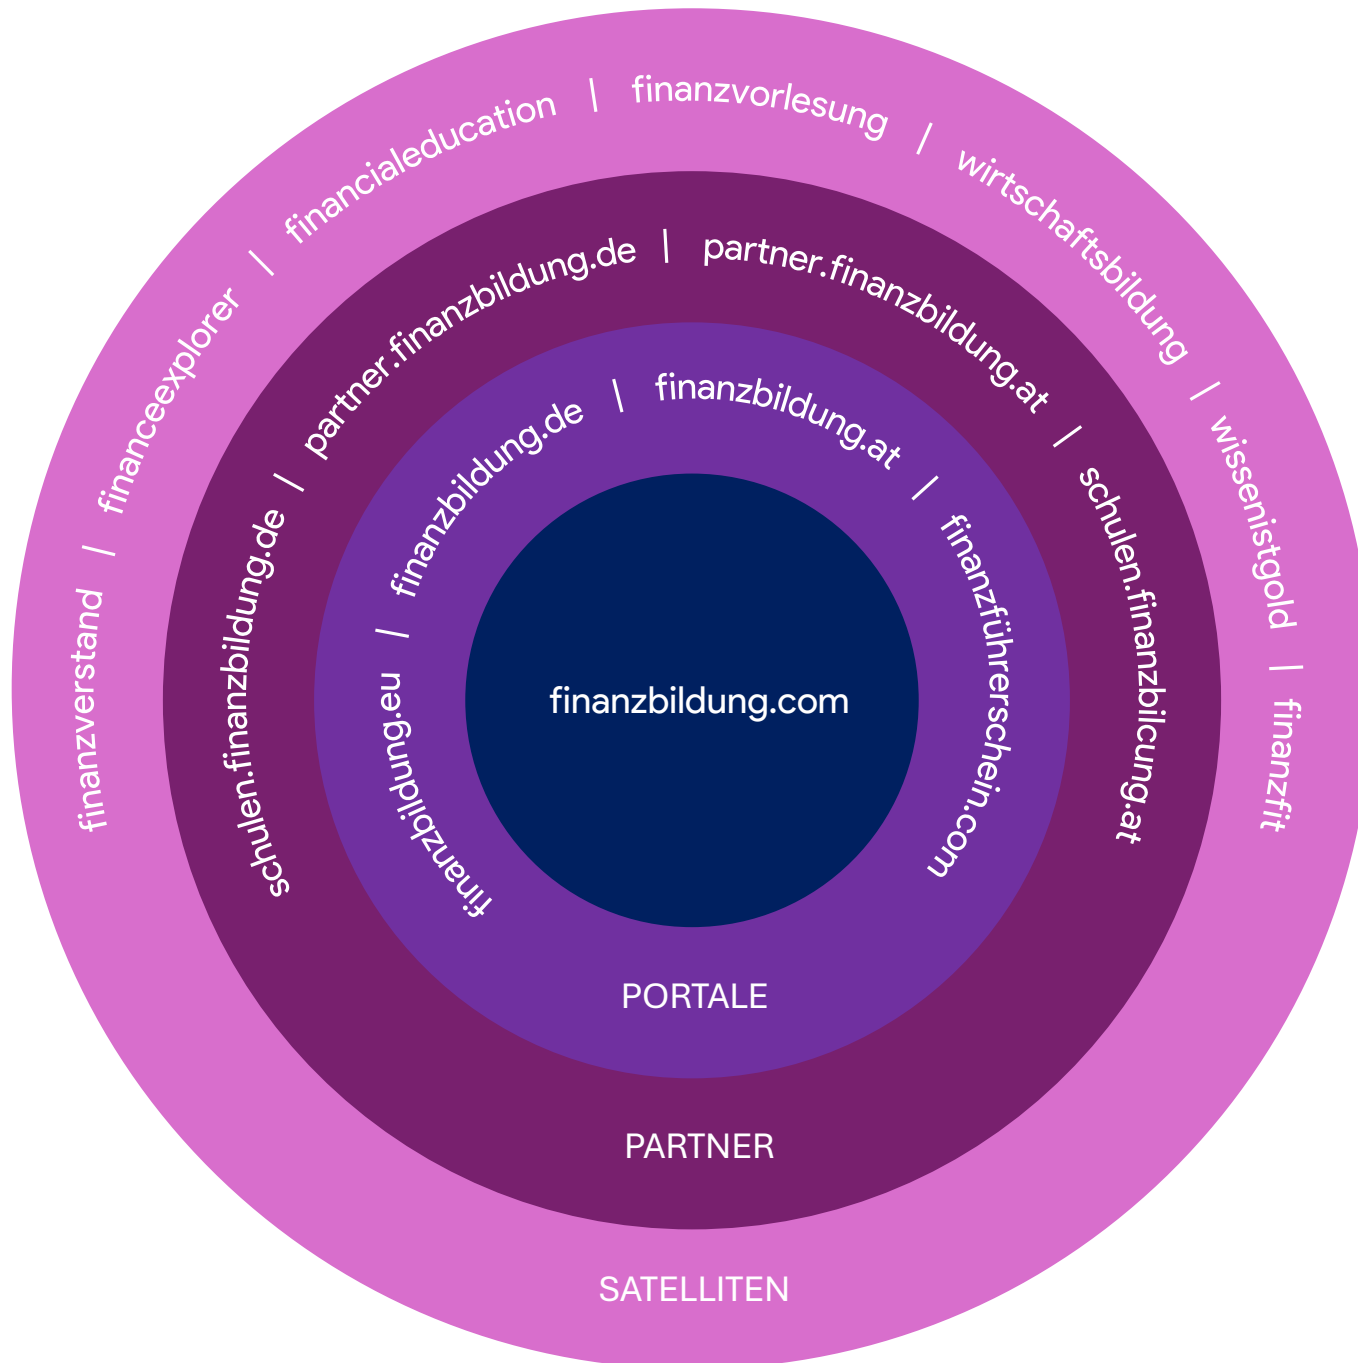 finanzverstand | financeexplorer | financialeducation | finanzvorlesung | wirtschaftsbildung | wissenistgold | finanzfit
schulen.finanzbildung.de | partner.finanzbildung.de | partner.finanzbildung.at | schulen.finanzbilcung.at
finanzbildung.eu | finanzbildung.de | finanzbildung.at | finanzführerschein.com
finanzbildung.com
PORTALE
PARTNER
SATELLITEN